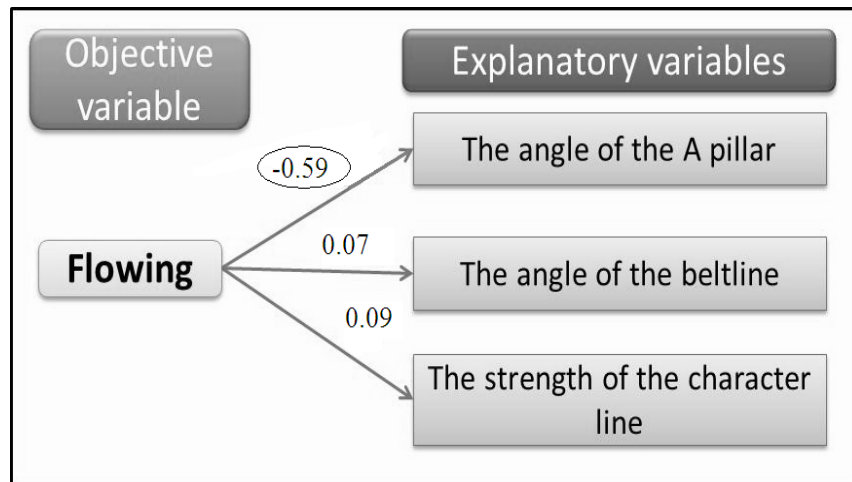 Objective
variable
Explanatory variables
The angle of the A pillar
-0.59
Flowing
0.07
The angle of the beltline
0.09
The strength of the character
line